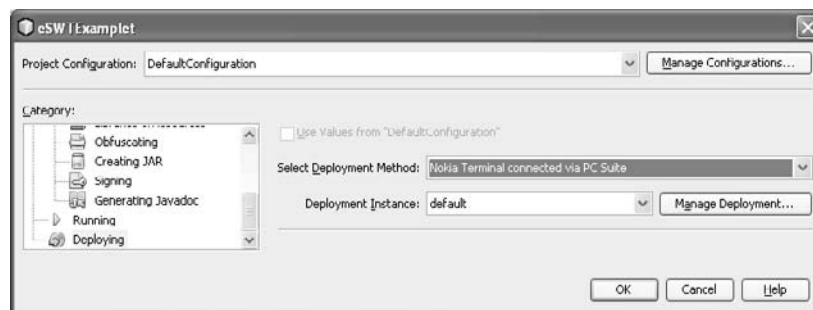 eSWTExamplet
Project Configuration: DefaultConfiguration Manage Configurations...
Category:
Obfuscating
Creating JAR
Signing
Generating Javadoc
Running
Deploying
Use Values from "DefaultConfiguration"
Select Deployment Method: Nokia Terminal connected via PC Suite
Deployment Instance: default Manage Deployment...
OK Cancel Help